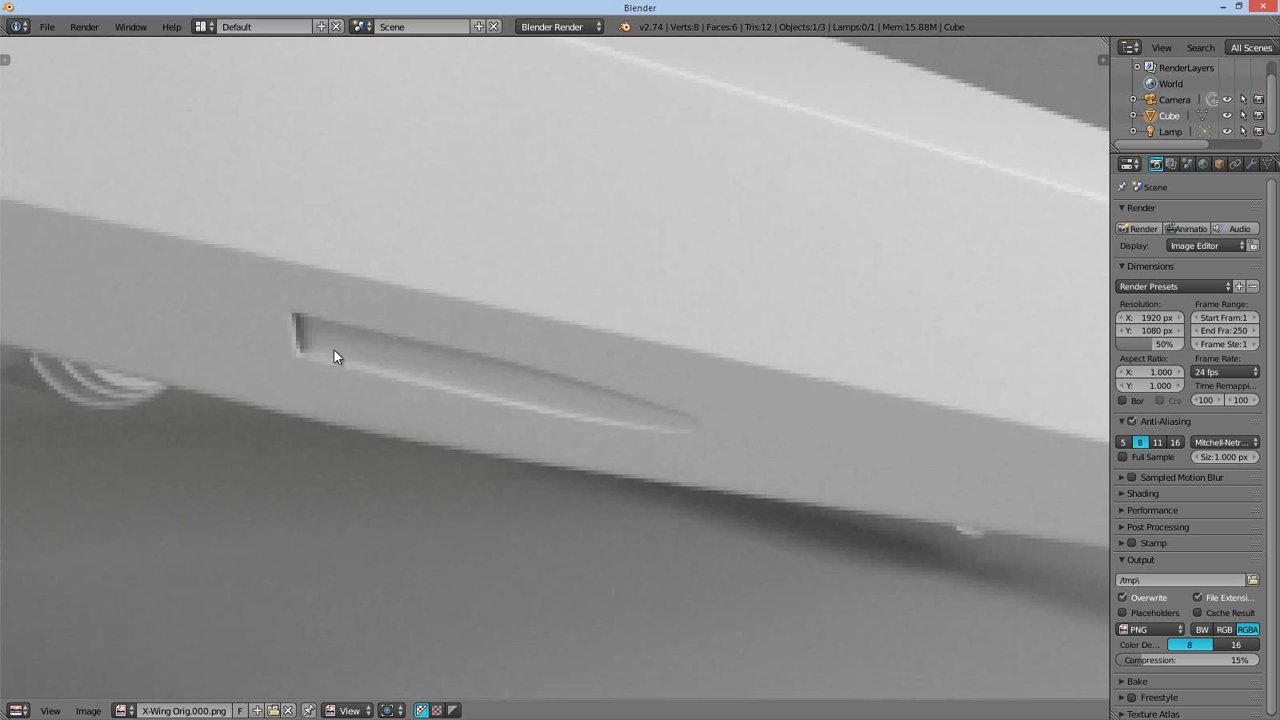 Blender
File Render Window Help Default Scene Blender Render v2.74 | Verts:8 | Faces:6 | Tris:12 | Objects:1/3 | Lamps:0/1 | Mem:15.88M | Cube
View Search All Scenes
RenderLayers
World
Camera
Cube
Lamp
Scene
Render
Render Animatio Audio
Display: Image Editor
Dimensions
Render Presets
Resolution: Frame Range:
X: 1920 px Start Fram:1
Y: 1080 px End Fra:250
50% Frame Ste:1
Aspect Ratio: Frame Rate:
X: 1.000 24 fps
Y: 1.000 Time Remappi...
Bor Cro 100 100
Anti-Aliasing
5 8 11 16 Mitchell-Netr...
Full Sample Siz:1.000 px
Sampled Motion Blur
Shading
Performance
Post Processing
Stamp
Output
/tmp\
Overwrite File Extensi...
Placeholders Cache Result
PNG BW RGB RGBA
Color De... 8 16
Compression: 15%
Bake
Freestyle
Texture Atlas
View Image X-Wing Orig.000.png F View